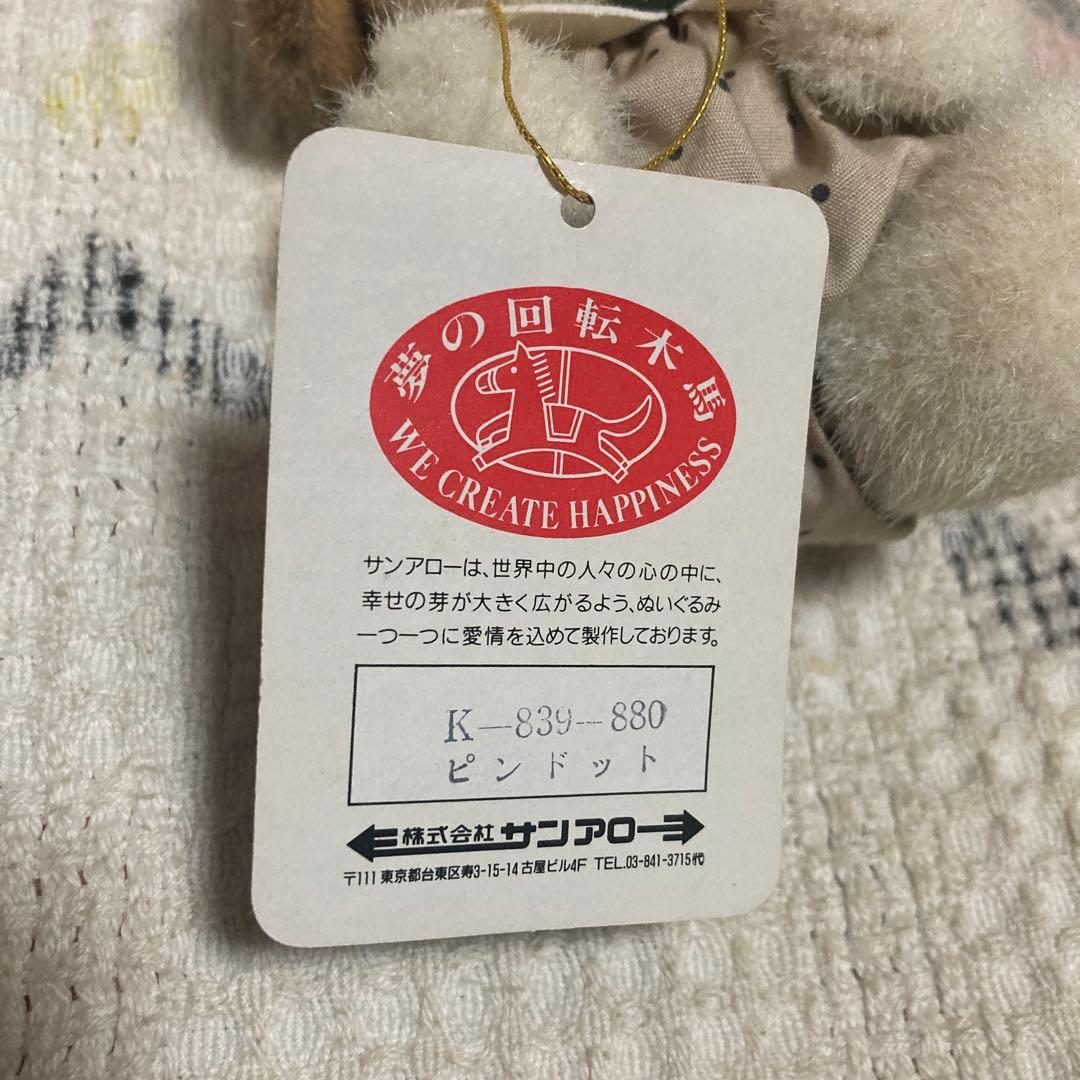 夢の回転木馬
WE CREATE HAPPINESS
サンアローは、世界中の人々の心の中に、
幸せの芽が大きく広がるよう、ぬいぐるみ
一つ一つに愛情を込めて製作しております。
K-839-880
ピンドット
株式会社 サンアロー
〒111 東京都台東区寿3-15-14 古屋ビル4F TEL.03-841-3715代